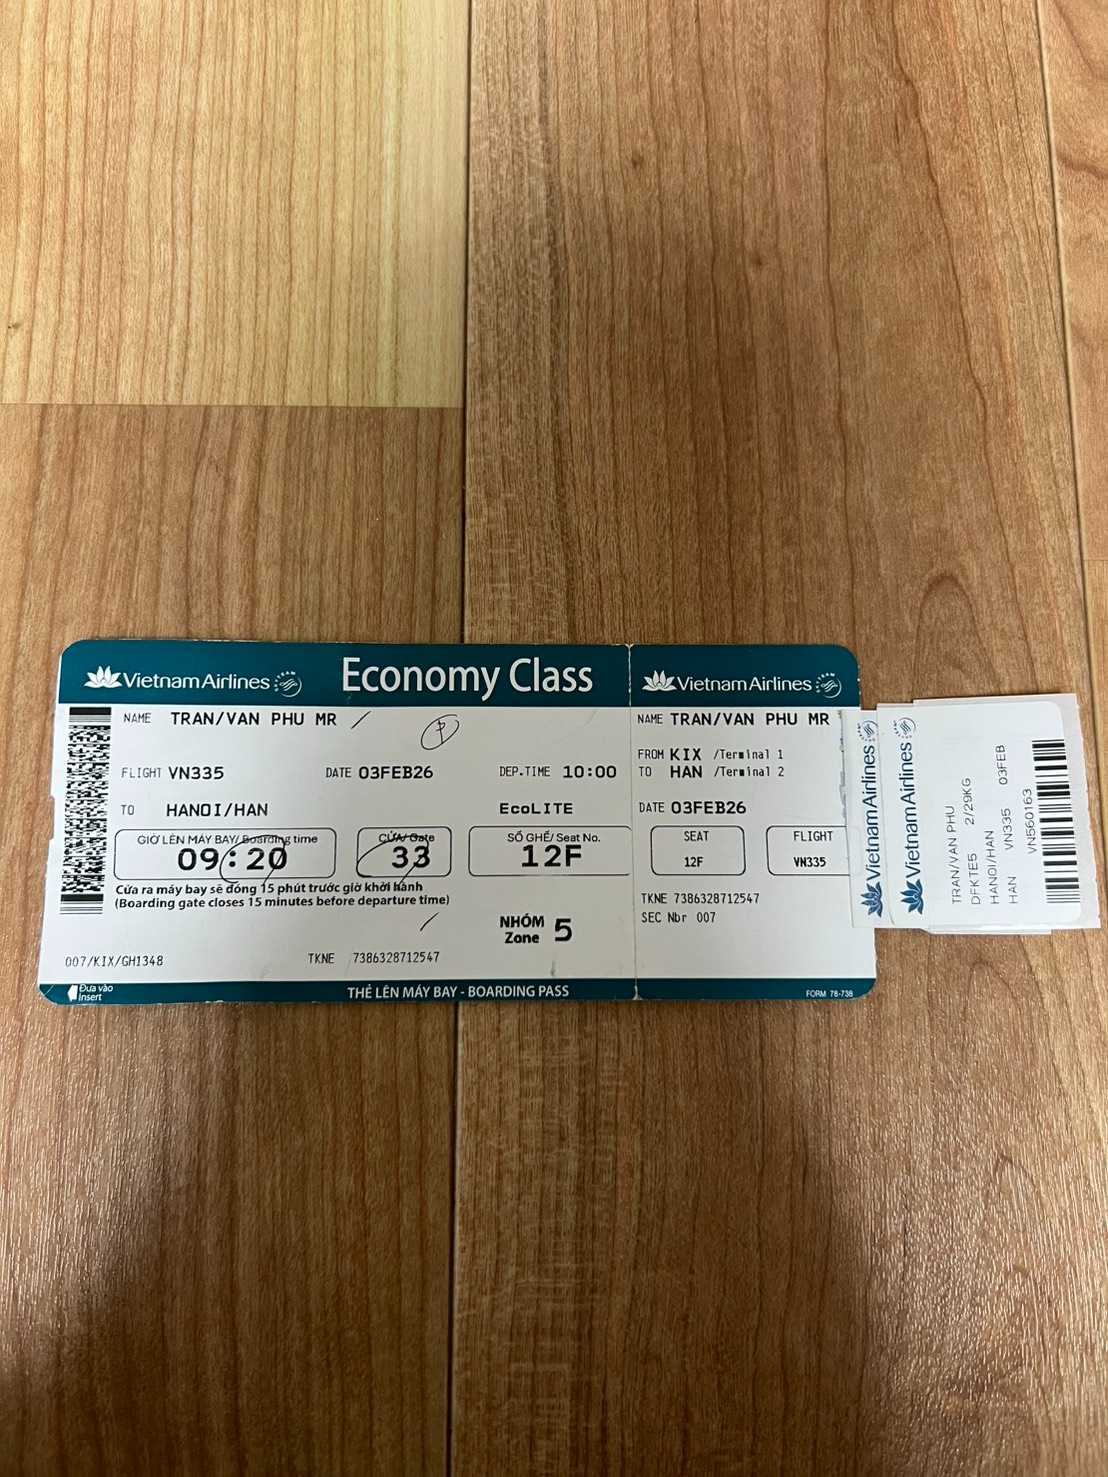 Vietnam Airlines SKYTEAM
Economy Class
NAME TRAN/VAN PHU MR
FLIGHT VN335 DATE 03FEB26 DEP.TIME 10:00
TO HANOI/HAN EcoLITE
GIỜ LÊN MÁY BAY/ Boarding time
09:20
CỬA/ Gate
33
SỐ GHẾ/ Seat No.
12F
Cửa ra máy bay sẽ đóng 15 phút trước giờ khởi hành
(Boarding gate closes 15 minutes before departure time)
NHÓM
Zone 5
007/KIX/GH1348 TKNE 7386328712547
Đưa vào
Insert
THẺ LÊN MÁY BAY - BOARDING PASS
Vietnam Airlines SKYTEAM
NAME TRAN/VAN PHU MR
FROM KIX /Terminal 1
TO HAN /Terminal 2
DATE 03FEB26
SEAT
12F
FLIGHT
VN335
TKNE 7386328712547
SEC Nbr 007
FORM 78-738
Vietnam Airlines
Vietnam Airlines
TRAN/VAN PHU
DFKTE5 2/29KG
HANOI/HAN
HAN VN335 03FEB
VN560163